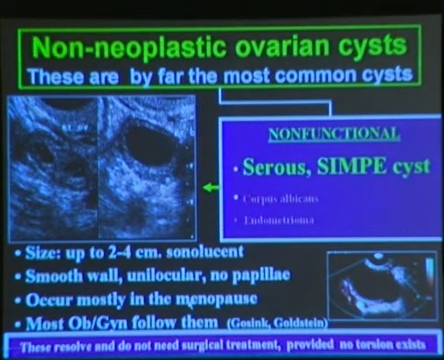 Non-neoplastic ovarian cysts
These are by far the most common cysts
RT OV
NONFUNCTIONAL
• Serous, SIMPE cyst
• Corpus albicans
• Endometrioma
• Size: up to 2-4 cm. sonolucent
• Smooth wall, unilocular, no papillae
• Occur mostly in the menopause
• Most Ob/Gyn follow them (Gosink, Goldstein)
These resolve and do not need surgical treatment, provided no torsion exists